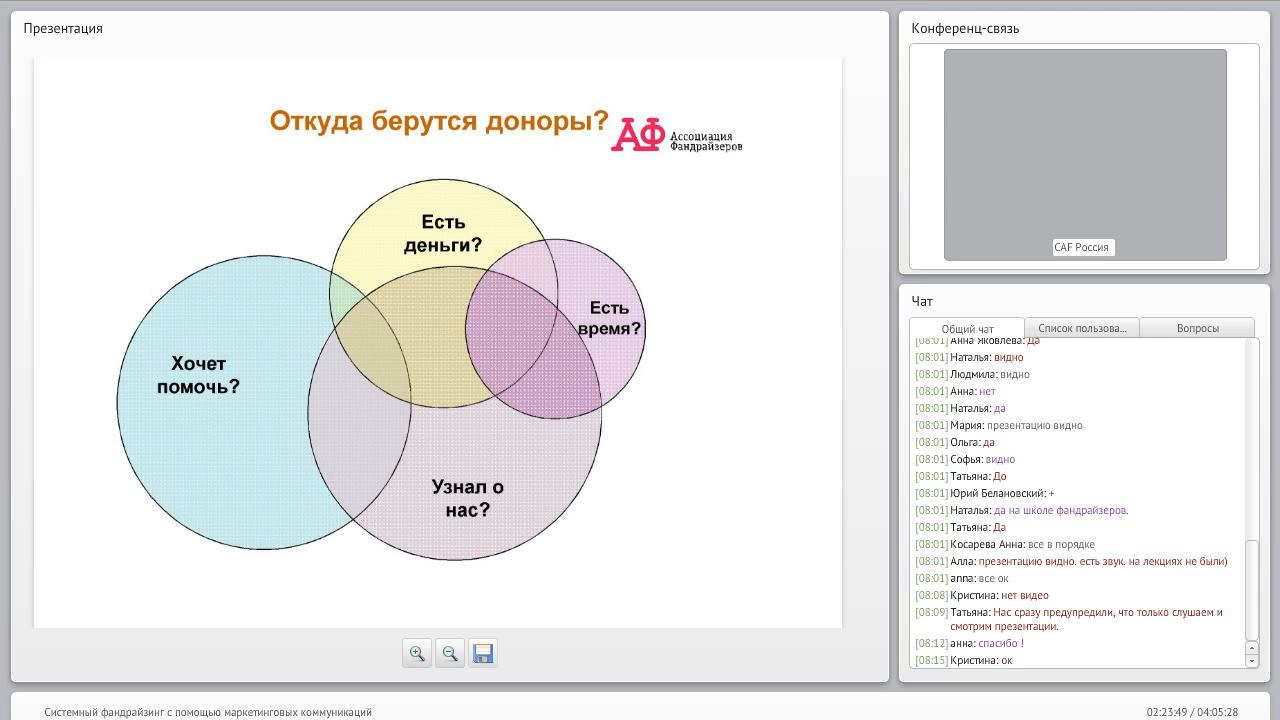 Презентация
Откуда берутся доноры?
АФ
Ассоциация
Фандрайзеров
Есть
деньги?
Есть
время?
Хочет
помочь?
Узнал о
нас?
Конференц-связь
CAF Россия
Чат
Общий чат
Список пользова...
Вопросы
[08:01] Анна Яковлева: Да
[08:01] Наталья: видно
[08:01] Людмила: видно
[08:01] Анна: нет
[08:01] Наталья: да
[08:01] Мария: презентацию видно
[08:01] Ольга: да
[08:01] Софья: видно
[08:01] Татьяна: До
[08:01] Юрий Белановский: +
[08:01] Наталья: да на школе фандрайзеров.
[08:01] Татьяна: Да
[08:01] Косарева Анна: все в порядке
[08:01] Алла: презентацию видно. есть звук. на лекциях не были)
[08:01] anna: все ок
[08:08] Кристина: нет видео
[08:09] Татьяна: Нас сразу предупредили, что только слушаем и
смотрим презентации.
[08:12] анна: спасибо !
[08:15] Кристина: ок
Системный фандрайзинг с помощью маркетинговых коммуникаций
02:23:49 / 04:05:28